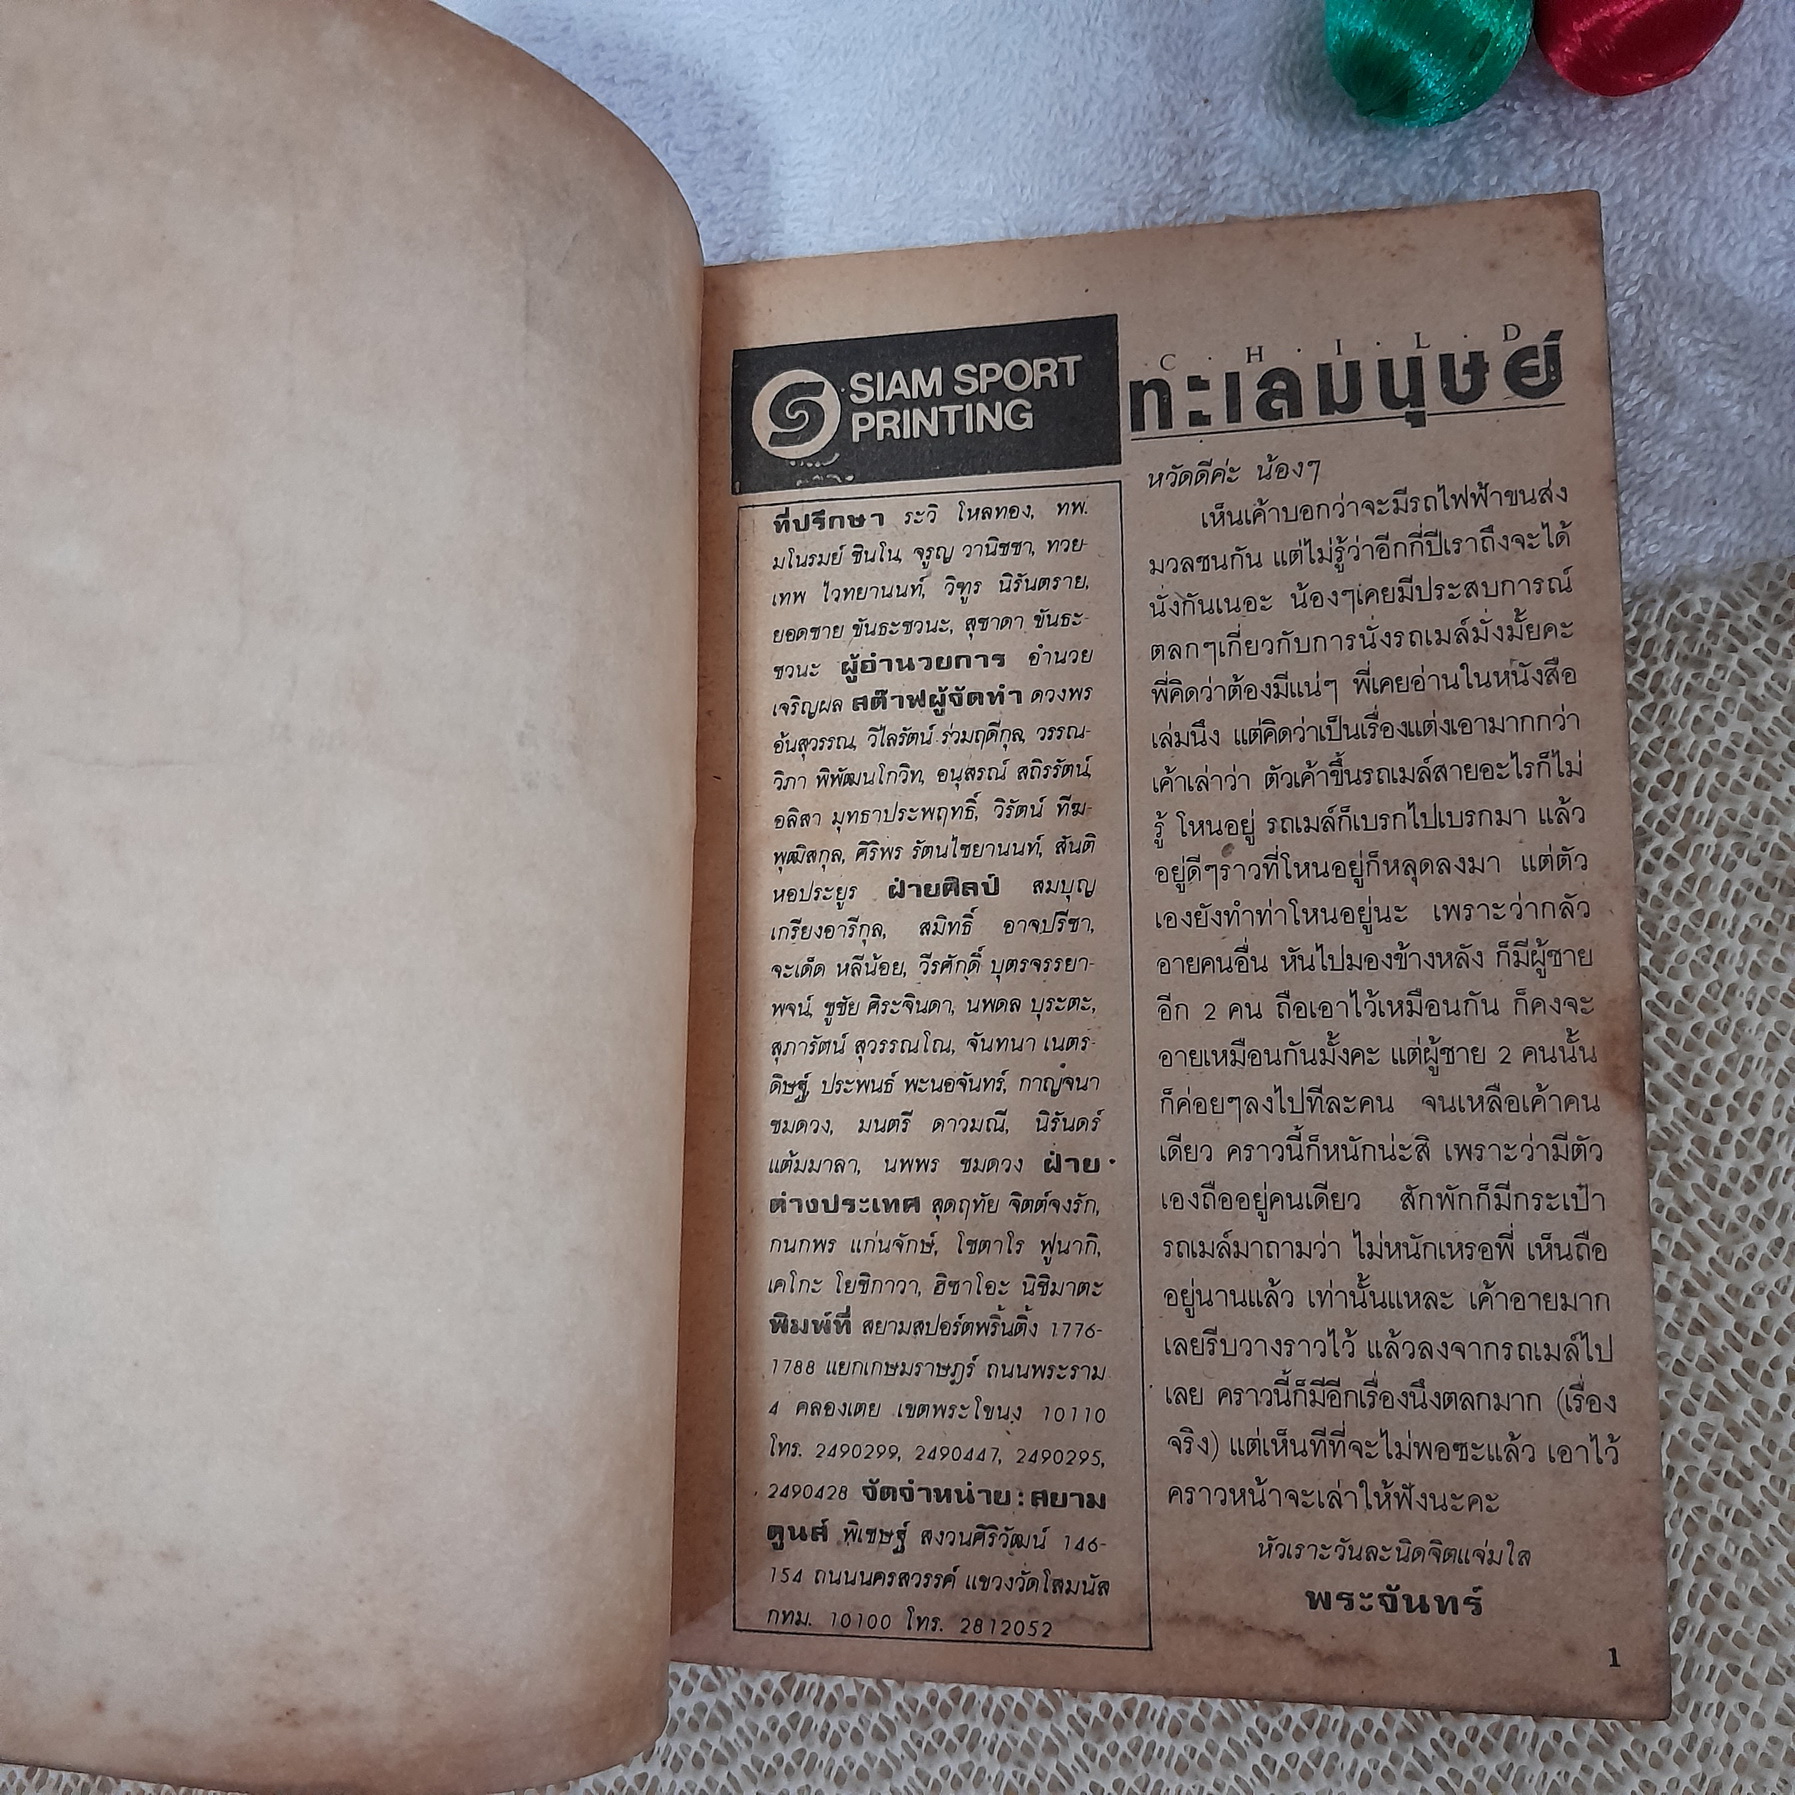 SIAM SPORT
PRINTING
ที่ปรึกษา ระวิ โหลทอง, ทพ.
มโนรมย์ ชินโน, จรูญ วานิชชา, ทวย-
เทพ ไวทยานนท์, วิฑูร นิรันตราย,
ยอดชาย ขันธะชวนะ, สุชาดา ขันธะ-
ชวนะ ผู้อำนวยการ อำนวย
เจริญผล สต๊าฟผู้จัดทำ ดวงพร
อ้นสุวรรณ, วิไลรัตน์ ร่วมฤดีกุล, วรรณ-
วิภา พิพัฒนโกวิท, อนุสรณ์ สถิรรัตน์,
อลิสา มุทธาประพฤทธิ์, วิรัตน์ ทีฆ-
พุฒิสกุล, ศิริพร รัตนไชยานนท์, สันติ
หอประยูร ฝ่ายศิลป์ สมบุญ
เกรียงอารีกุล, สมิทธิ์ อาจปรีชา,
จะเด็ด หลีน้อย, วีรศักดิ์ บุตรจรรยา-
พจน์, ชูชัย ศิระจินดา, นพดล บุระตะ,
สุภารัตน์ สุวรรณโณ, จันทนา เนตร-
ดิษฐ์, ประพนธ์ พะนอจันทร์, กาญจนา
ชมดวง, มนตรี ดาวมณี, นิรันดร์
แต้มมาลา, นพพร ชมดวง ฝ่าย
ต่างประเทศ สุดฤทัย จิตต์จงรัก,
กนกพร แก่นจักษ์, โชตาโร ฟูนากิ,
เคโกะ โยชิกาวา, ฮิซาโอะ นิชิมาตะ
พิมพ์ที่ สยามสปอร์ตพริ้นติ้ง 1776-
1788 แยกเกษมราษฎร์ ถนนพระราม
4 คลองเตย เขตพระโขนง 10110
โทร. 2490299, 2490447, 2490295,
2490428 จัดจำหน่าย : สยาม
ตูนส์ พิเชษฐ์ สงวนศิริวัฒน์ 146-
154 ถนนนครสวรรค์ แขวงวัดโสมนัส
กทม. 10100 โทร. 2812052
C · H · I · L · D
ทะเลมนุษย์
หวัดดีค่ะ น้องๆ
เห็นเค้าบอกว่าจะมีรถไฟฟ้าขนส่ง
มวลชนกัน แต่ไม่รู้ว่าอีกกี่ปีเราถึงจะได้
นั่งกันเนอะ น้องๆเคยมีประสบการณ์
ตลกๆเกี่ยวกับการนั่งรถเมล์มั่งมั้ยคะ
พี่คิดว่าต้องมีแน่ๆ พี่เคยอ่านในหนังสือ
เล่มนึง แต่คิดว่าเป็นเรื่องแต่งเอามากกว่า
เค้าเล่าว่า ตัวเค้าขึ้นรถเมล์สายอะไรก็ไม่
รู้ โหนอยู่ รถเมล์ก็เบรกไปเบรกมา แล้ว
อยู่ดีๆราวที่โหนอยู่ก็หลุดลงมา แต่ตัว
เองยังทำท่าโหนอยู่นะ เพราะว่ากลัว
อายคนอื่น หันไปมองข้างหลัง ก็มีผู้ชาย
อีก 2 คน ถือเอาไว้เหมือนกัน ก็คงจะ
อายเหมือนกันมั้งคะ แต่ผู้ชาย 2 คนนั้น
ก็ค่อยๆลงไปทีละคน จนเหลือเค้าคน
เดียว คราวนี้ก็หนักน่ะสิ เพราะว่ามีตัว
เองถืออยู่คนเดียว สักพักก็มีกระเป๋า
รถเมล์มาถามว่า ไม่หนักเหรอพี่ เห็นถือ
อยู่นานแล้ว เท่านั้นแหละ เค้าอายมาก
เลยรีบวางราวไว้ แล้วลงจากรถเมล์ไป
เลย คราวนี้ก็มีอีกเรื่องนึงตลกมาก (เรื่อง
จริง) แต่เห็นทีที่จะไม่พอซะแล้ว เอาไว้
คราวหน้าจะเล่าให้ฟังนะคะ
หัวเราะวันละนิดจิตแจ่มใส
พระจันทร์
1